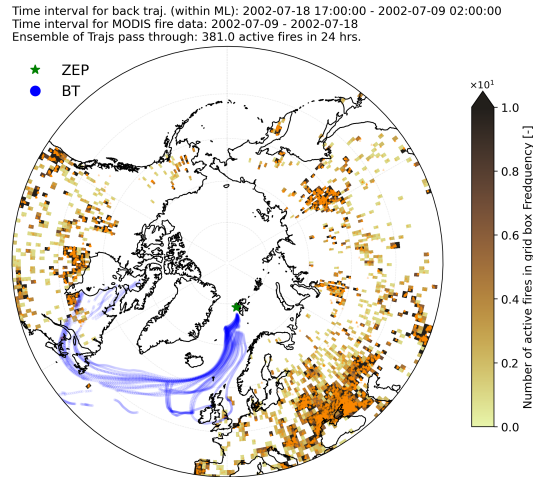 Time interval for back traj. (within ML): 2002-07-18 17:00:00 - 2002-07-09 02:00:00
Time interval for MODIS fire data: 2002-07-09 - 2002-07-18
Ensemble of Trajs pass through: 381.0 active fires in 24 hrs.
ZEP
BT
×10¹
1.0
0.8
0.6
0.4
0.2
0.0
Number of active fires in grid box Fredquency [-]